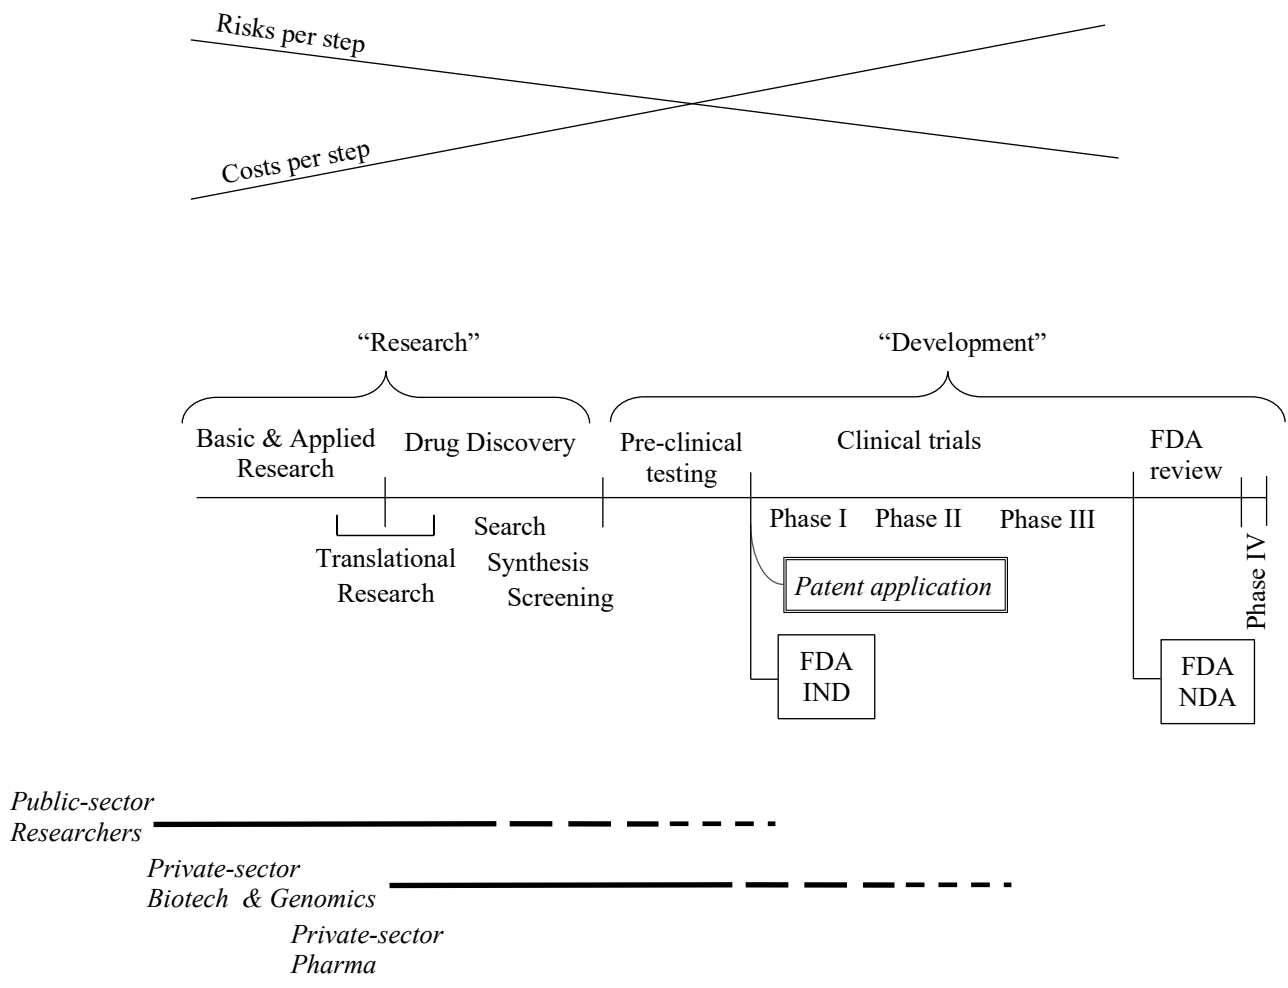 Risks per step
Costs per step
“Research”
“Development”
Basic & Applied
Research
Drug Discovery
Pre-clinical
testing
Clinical trials
FDA
review
Translational
Research
Search
Synthesis
Screening
Phase I
Phase II
Phase III
Phase IV
Patent application
FDA
IND
FDA
NDA
Public-sector
Researchers
Private-sector
Biotech & Genomics
Private-sector
Pharma